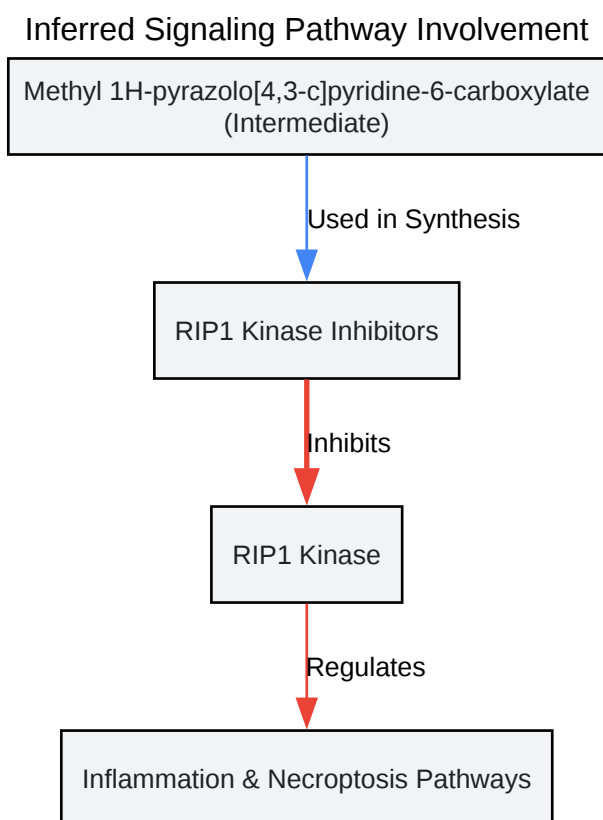 Inferred Signaling Pathway Involvement
Methyl 1H-pyrazolo[4,3-c]pyridine-6-carboxylate
(Intermediate)
Used in Synthesis
RIP1 Kinase Inhibitors
Inhibits
RIP1 Kinase
Regulates
Inflammation & Necroptosis Pathways